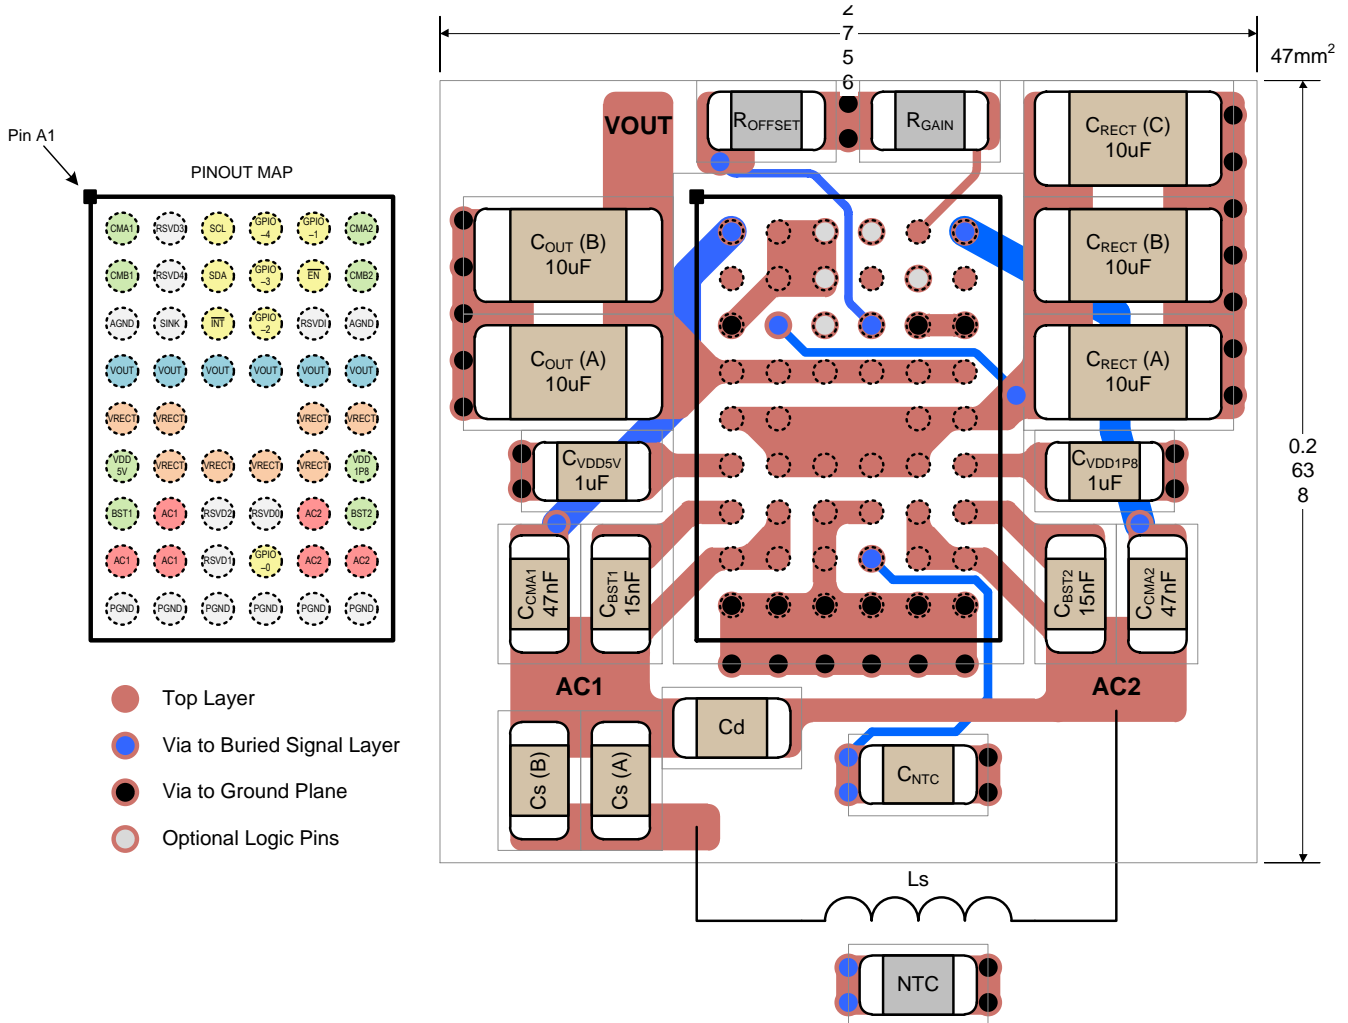 2
7
5
6
47mm2
Pin A1
PINOUT MAP
CMA1 RSVD3 SCL GPIO–4 GPIO–1 CMA2
CMB1 RSVD4 SDA GPIO–3 EN CMB2
AGND SINK INT GPIO–2 RSVDI AGND
VOUT VOUT VOUT VOUT VOUT VOUT
VRECT VRECT VRECT VRECT
VDD5V VRECT VRECT VRECT VRECT VDD1P8
BST1 AC1 RSVD2 RSVD0 AC2 BST2
AC1 AC1 RSVD1 GPIO–0 AC2 AC2
PGND PGND PGND PGND PGND PGND
Top Layer
Via to Buried Signal Layer
Via to Ground Plane
Optional Logic Pins
VOUT
ROFFSET
RGAIN
CRECT (C)
10uF
COUT (B)
10uF
CRECT (B)
10uF
COUT (A)
10uF
CRECT (A)
10uF
CVDD5V
1uF
CVDD1P8
1uF
0.2
63
8
CCMA1
47nF
CBST1
15nF
CBST2
15nF
CCMA2
47nF
AC1
AC2
Cd
Cs (B)
Cs (A)
CNTC
Ls
NTC